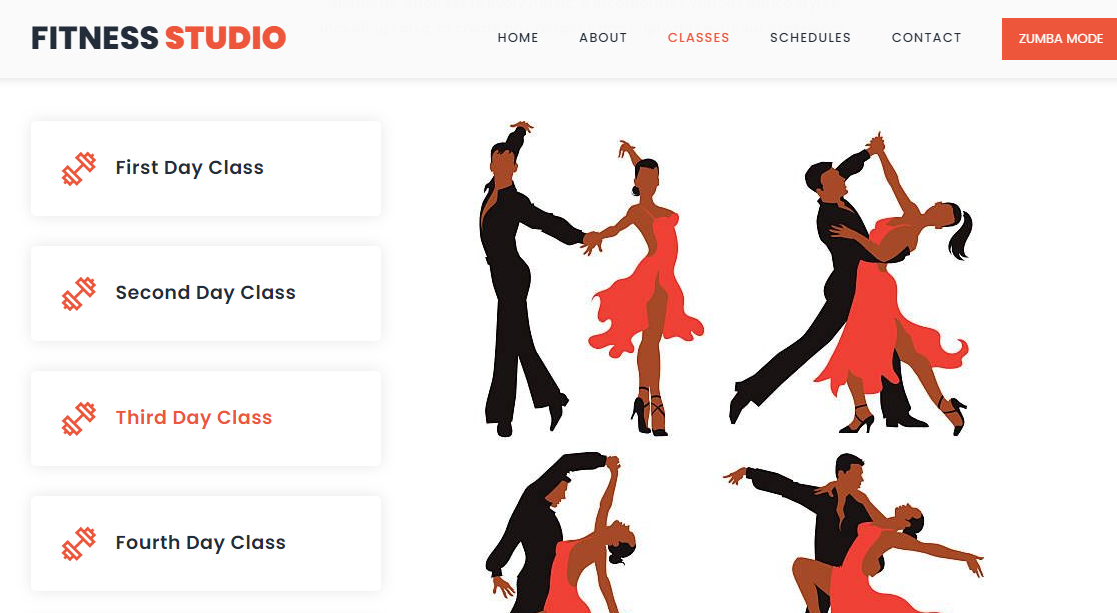 FITNESS STUDIO
HOME ABOUT CLASSES SCHEDULES CONTACT ZUMBA MODE
First Day Class
Second Day Class
Third Day Class
Fourth Day Class